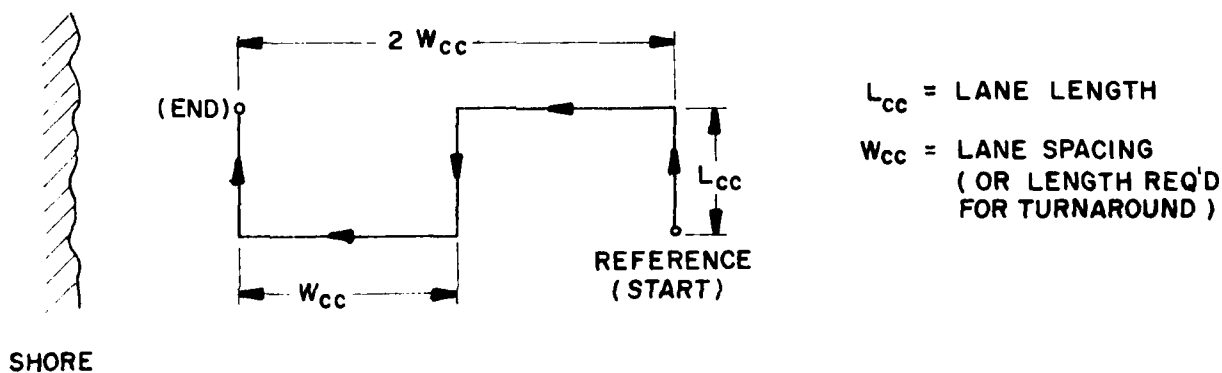 2 Wcc
(END)
Lcc
Lcc = LANE LENGTH
Wcc = LANE SPACING
(OR LENGTH REQ'D
FOR TURNAROUND)
REFERENCE
(START)
Wcc
SHORE